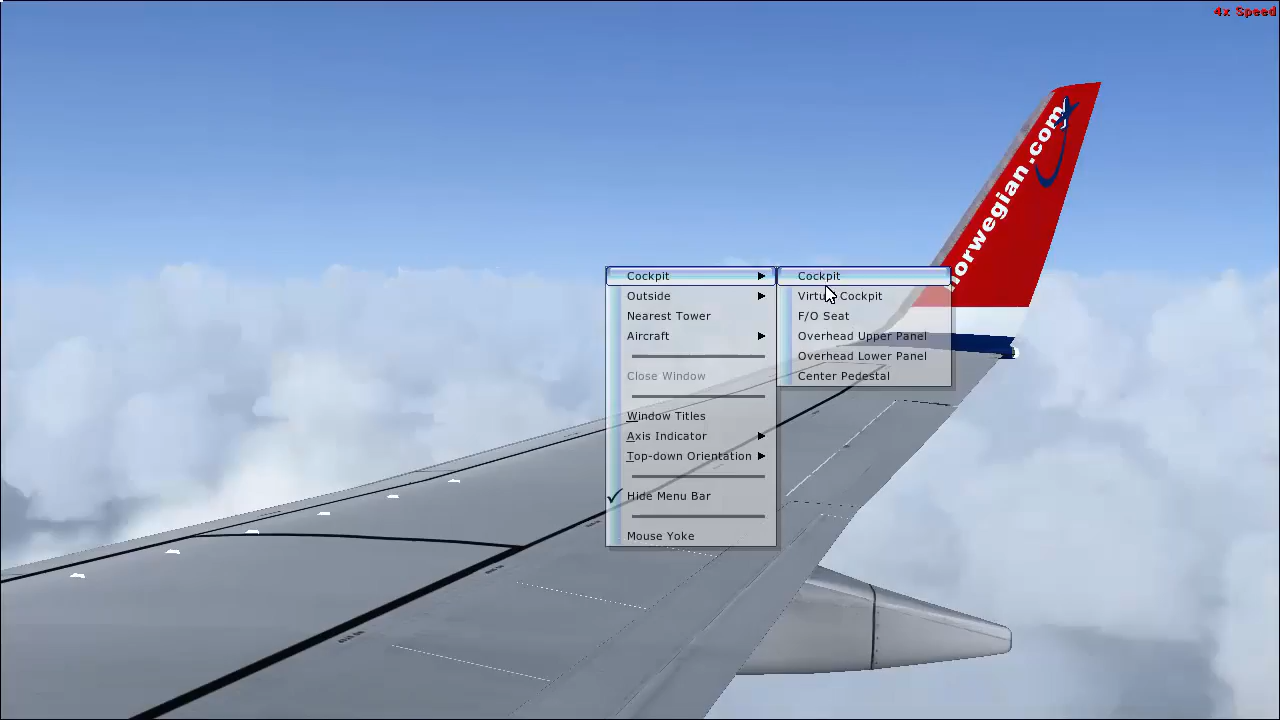 4x Speed
norwegian.com
Cockpit
Outside
Nearest Tower
Aircraft
Close Window
Window Titles
Axis Indicator
Top-down Orientation
Hide Menu Bar
Mouse Yoke
Cockpit
Virtual Cockpit
F/O Seat
Overhead Upper Panel
Overhead Lower Panel
Center Pedestal